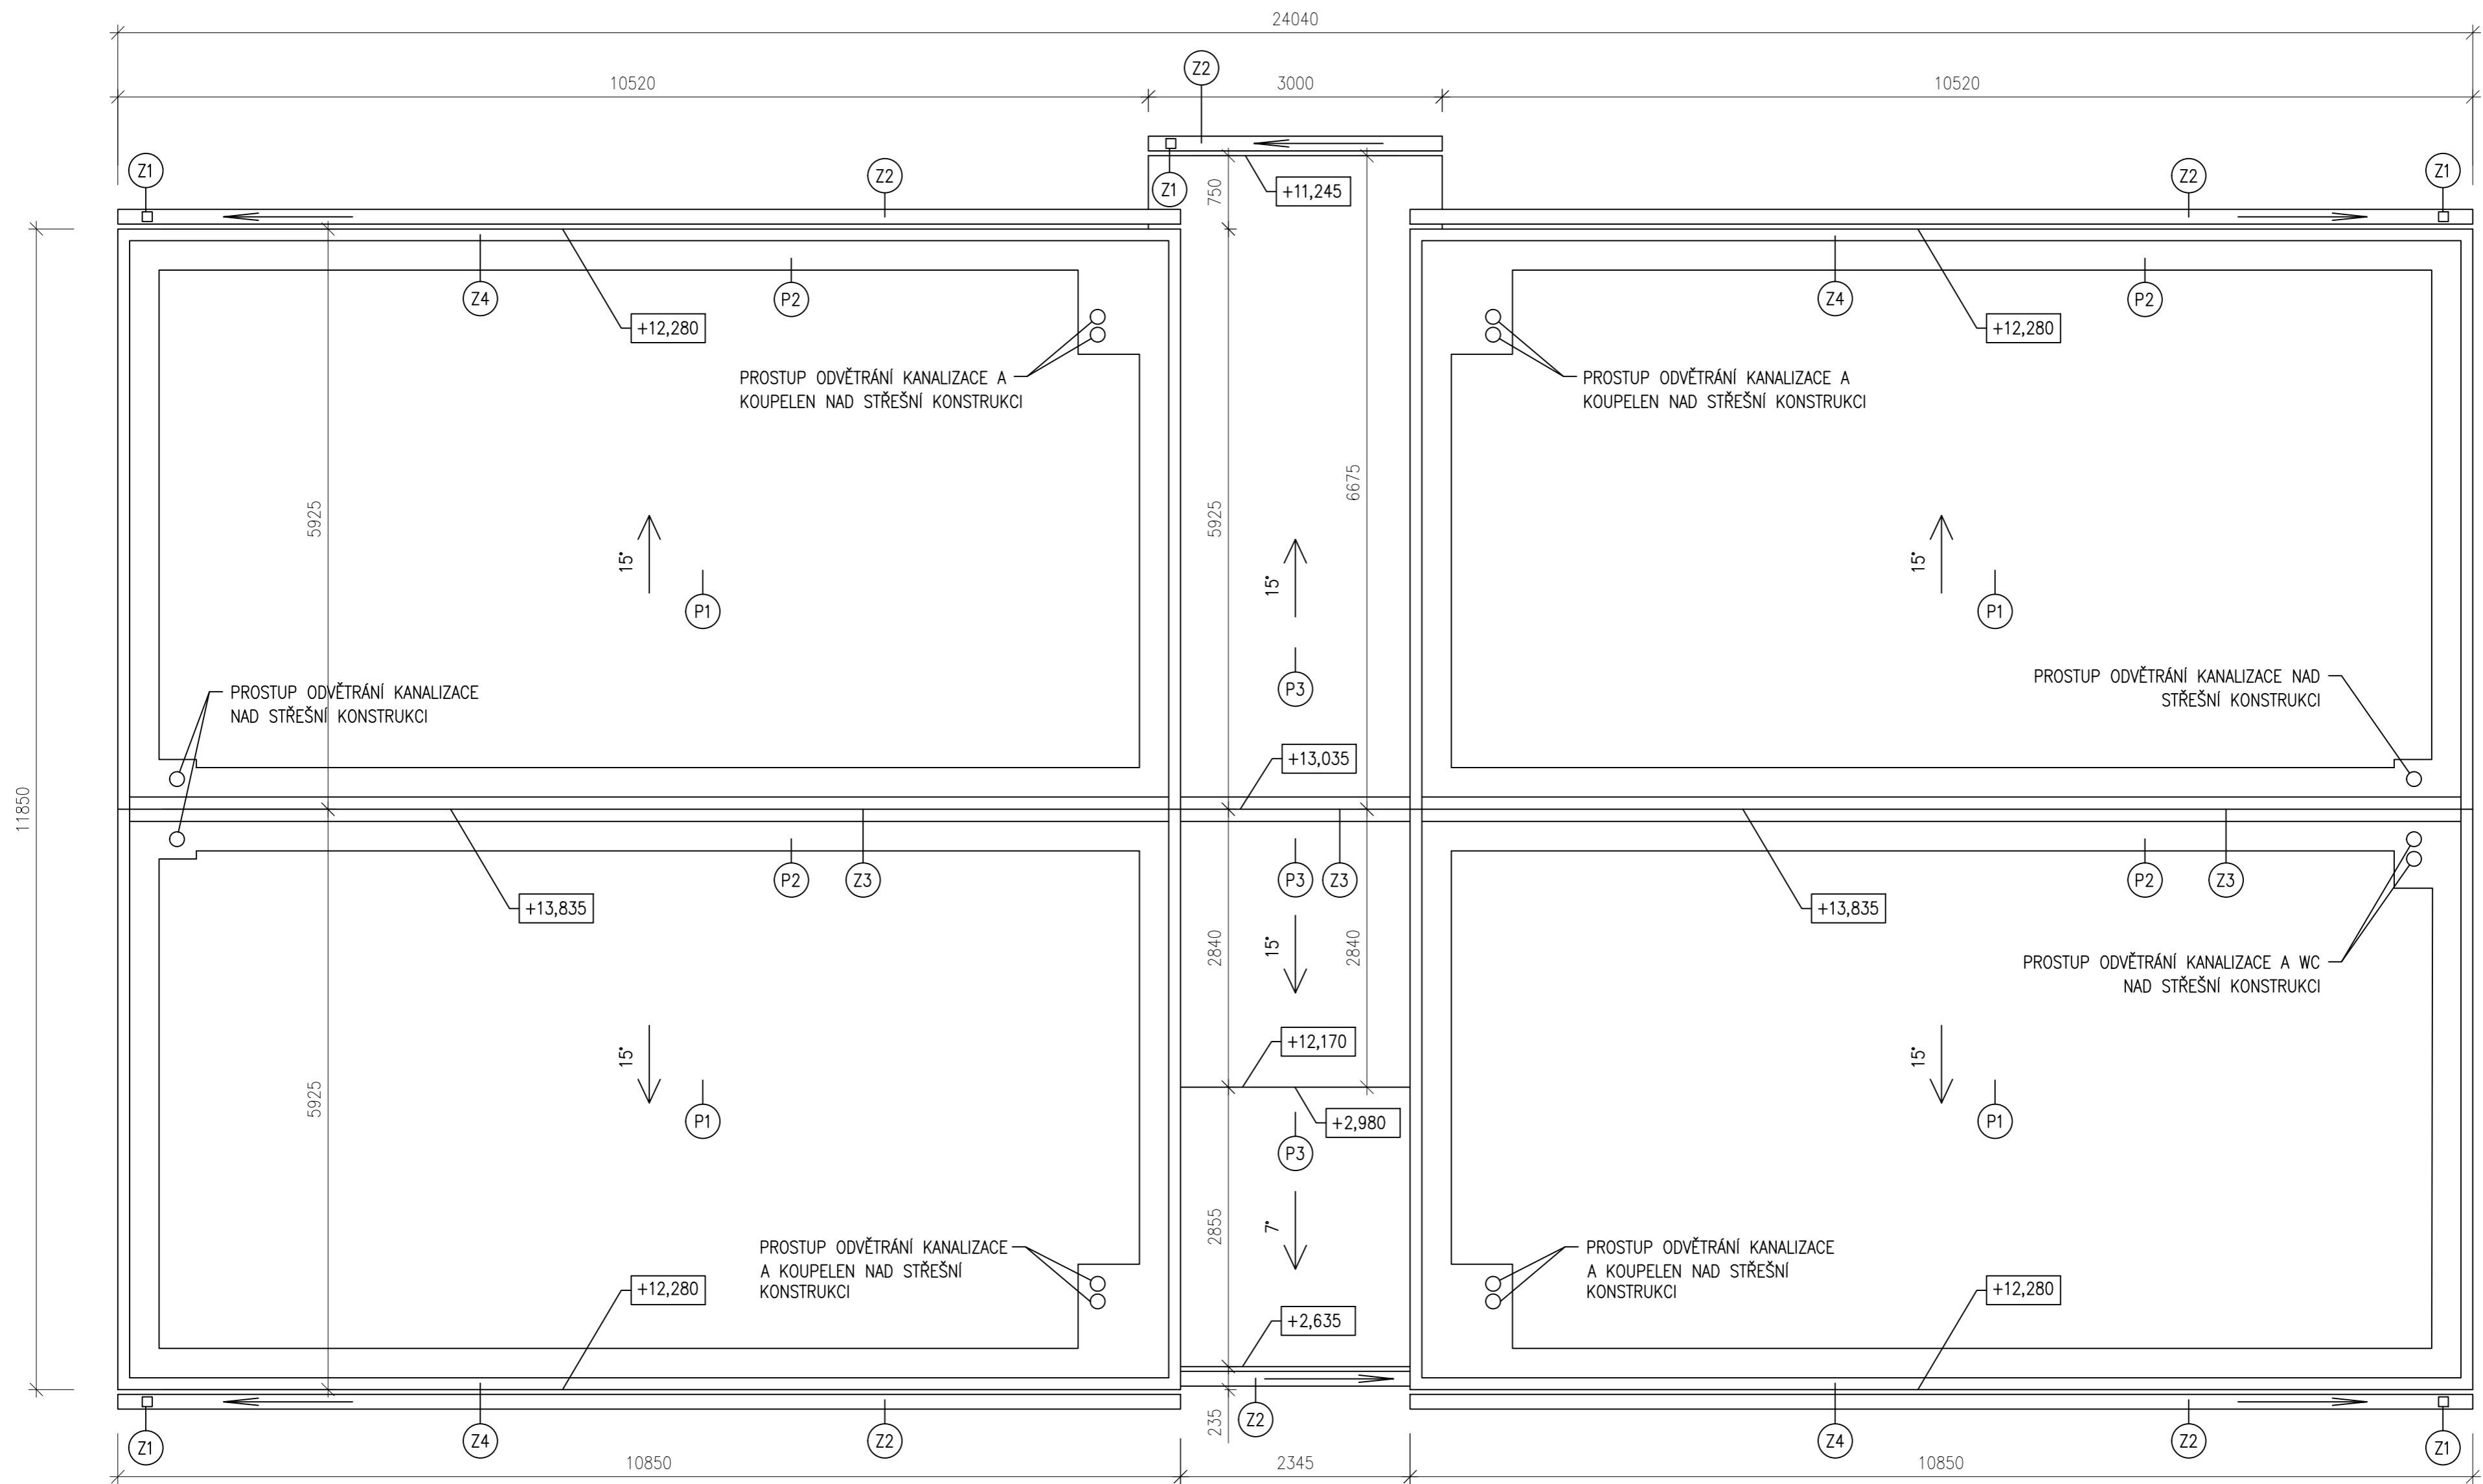 24040
10520
Z2
3000
10520
Z1
Z2
Z1
Z2
Z1
750
+11,245
Z4
P2
Z4
P2
+12,280
+12,280
PROSTUP ODVĚTRÁNÍ KANALIZACE A
KOUPELEN NAD STŘEŠNÍ KONSTRUKCI
PROSTUP ODVĚTRÁNÍ KANALIZACE A
KOUPELEN NAD STŘEŠNÍ KONSTRUKCI
6675
5925
5925
15°
15°
15°
P1
P1
P3
PROSTUP ODVĚTRÁNÍ KANALIZACE
NAD STŘEŠNÍ KONSTRUKCI
PROSTUP ODVĚTRÁNÍ KANALIZACE NAD
STŘEŠNÍ KONSTRUKCI
+13,035
11850
P2
Z3
P3
Z3
P2
Z3
+13,835
+13,835
2840
15°
2840
PROSTUP ODVĚTRÁNÍ KANALIZACE A WC
NAD STŘEŠNÍ KONSTRUKCI
+12,170
15°
15°
5925
P1
+2,980
P1
P3
2855
7°
PROSTUP ODVĚTRÁNÍ KANALIZACE
A KOUPELEN NAD STŘEŠNÍ
KONSTRUKCI
PROSTUP ODVĚTRÁNÍ KANALIZACE
A KOUPELEN NAD STŘEŠNÍ
KONSTRUKCI
+12,280
+12,280
+2,635
235
Z2
Z1
Z4
Z2
Z4
Z2
Z1
10850
2345
10850